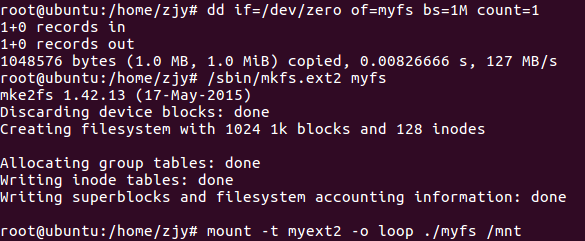 root@ubuntu:/home/zjy# dd if=/dev/zero of=myfs bs=1M count=1
1+0 records in
1+0 records out
1048576 bytes (1.0 MB, 1.0 MiB) copied, 0.00826666 s, 127 MB/s
root@ubuntu:/home/zjy# /sbin/mkfs.ext2 myfs
mke2fs 1.42.13 (17-May-2015)
Discarding device blocks: done
Creating filesystem with 1024 1k blocks and 128 inodes
Allocating group tables: done
Writing inode tables: done
Writing superblocks and filesystem accounting information: done
root@ubuntu:/home/zjy# mount -t myext2 -o loop ./myfs /mnt